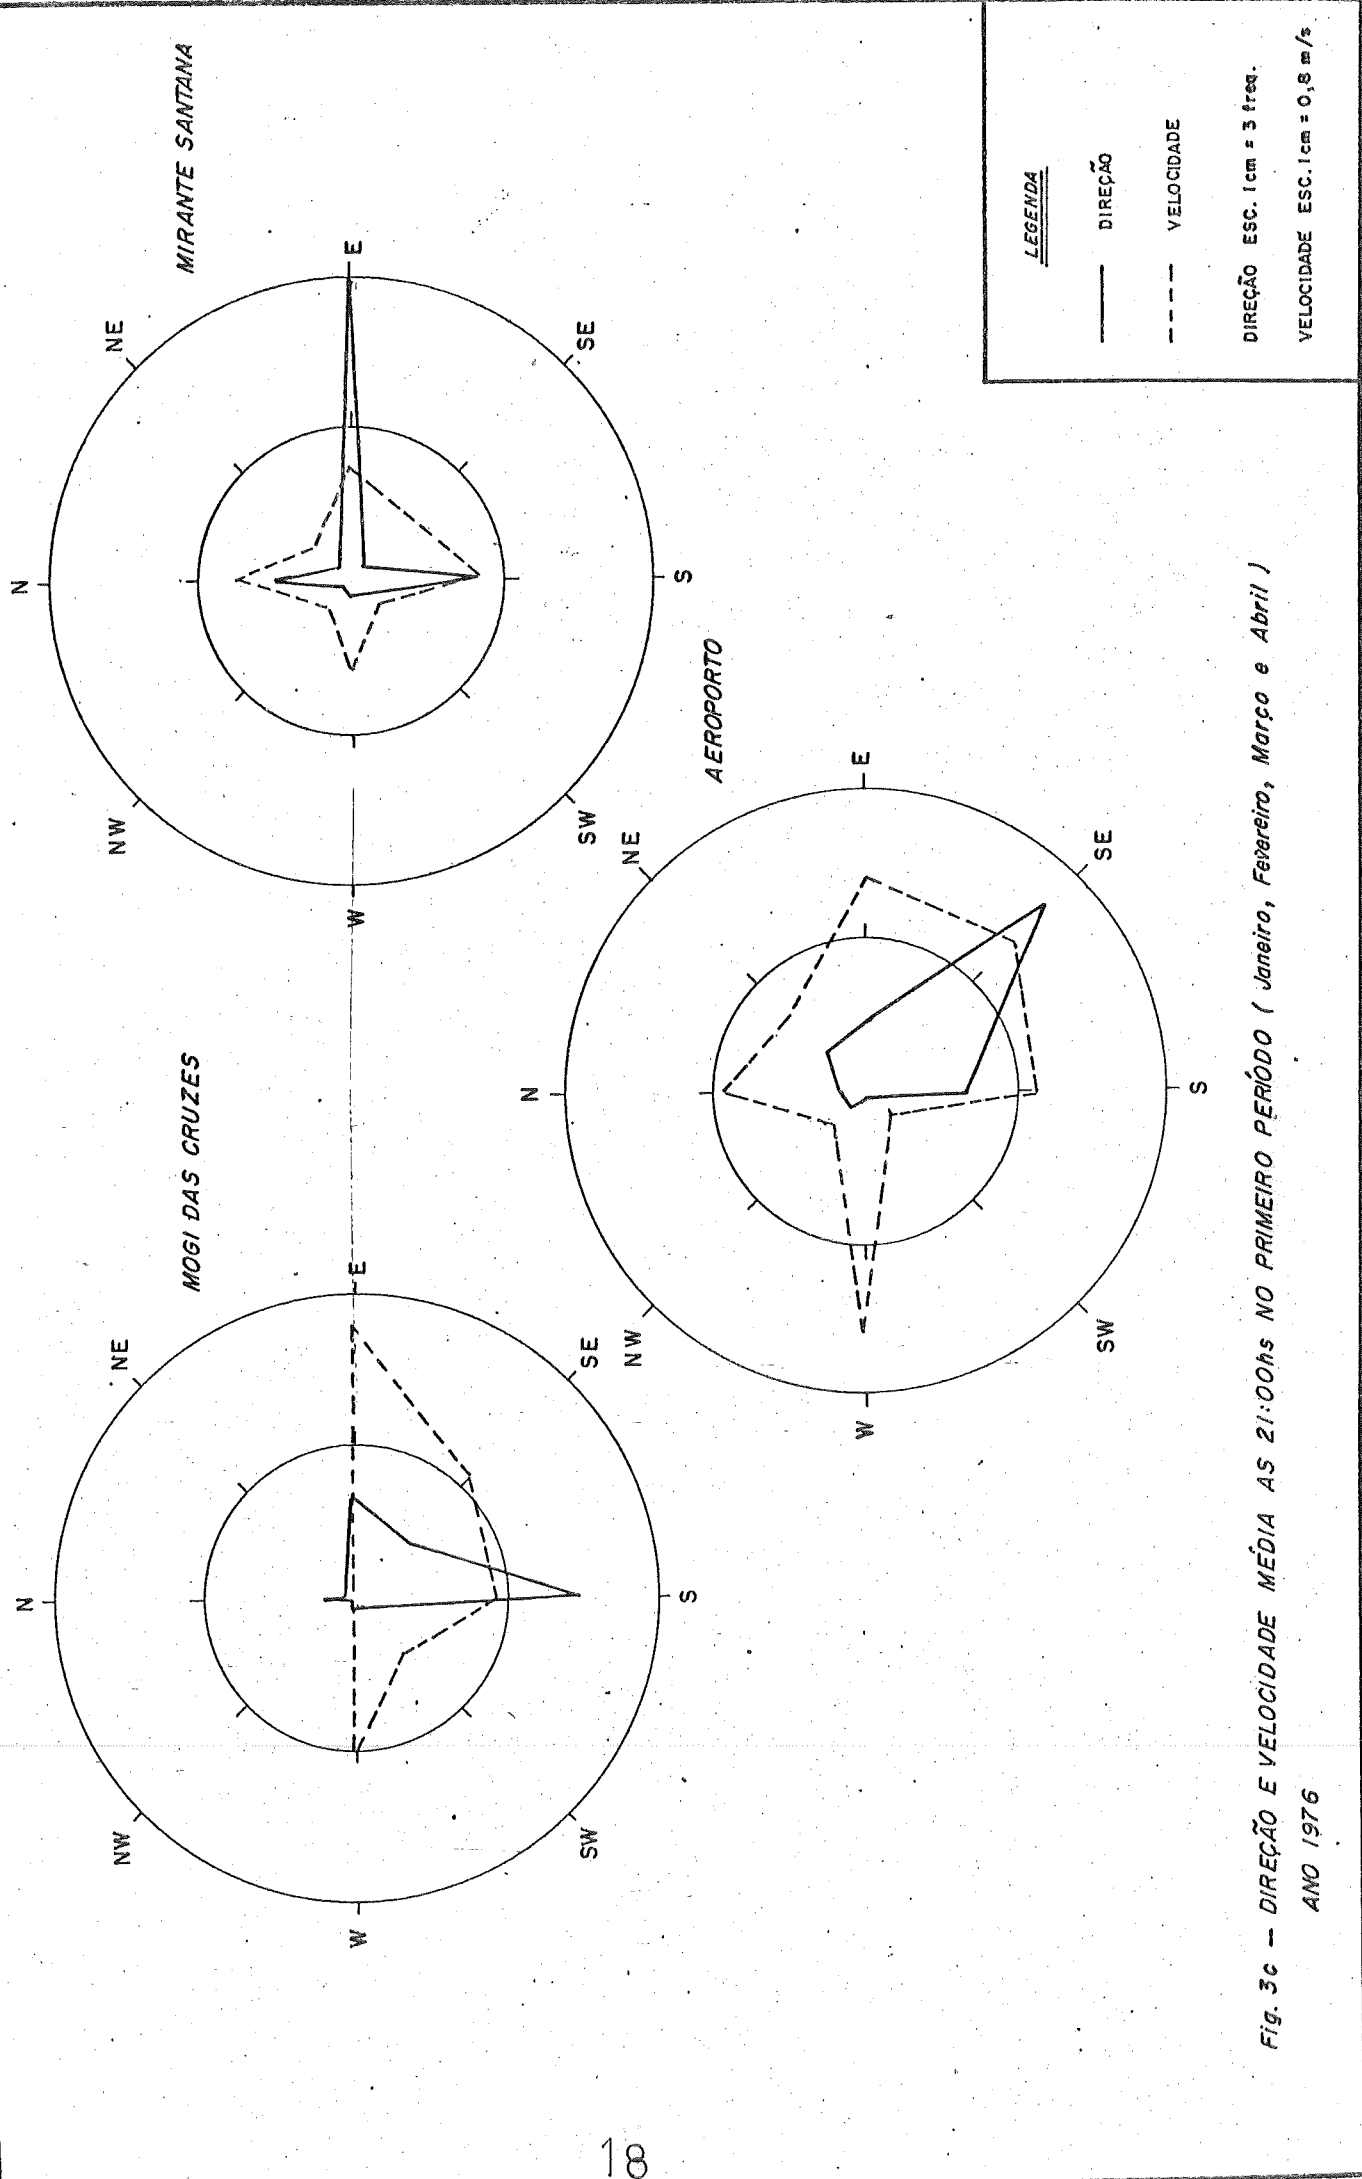 MOGI DAS CRUZES
N
NE
E
SE
S
SW
W
NW
MIRANTE SANTANA
N
NE
E
SE
S
SW
W
NW
AEROPORTO
N
NE
E
SE
S
SW
W
NW
LEGENDA
DIREÇÃO
VELOCIDADE
DIREÇÃO ESC. 1cm = 3 freq.
VELOCIDADE ESC. 1cm = 0,8 m/s
Fig. 3c – DIREÇÃO E VELOCIDADE MÉDIA AS 21:00hs NO PRIMEIRO PERÍODO ( Janeiro, Fevereiro, Março e Abril )
ANO 1976
18